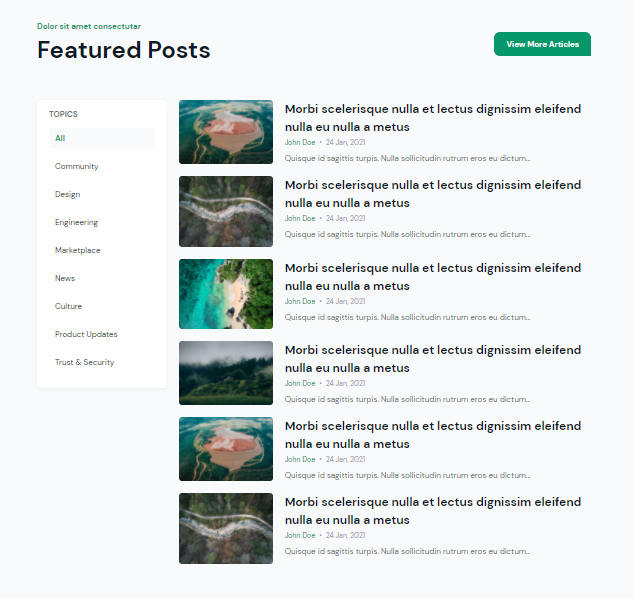 Dolor sit amet consectutar
Featured Posts
View More Articles
TOPICS
All
Community
Design
Engineering
Marketplace
News
Culture
Product Updates
Trust & Security
Morbi scelerisque nulla et lectus dignissim eleifend
nulla eu nulla a metus
John Doe • 24 Jan, 2021
Quisque id sagittis turpis. Nulla sollicitudin rutrum eros eu dictum...
Morbi scelerisque nulla et lectus dignissim eleifend
nulla eu nulla a metus
John Doe • 24 Jan, 2021
Quisque id sagittis turpis. Nulla sollicitudin rutrum eros eu dictum...
Morbi scelerisque nulla et lectus dignissim eleifend
nulla eu nulla a metus
John Doe • 24 Jan, 2021
Quisque id sagittis turpis. Nulla sollicitudin rutrum eros eu dictum...
Morbi scelerisque nulla et lectus dignissim eleifend
nulla eu nulla a metus
John Doe • 24 Jan, 2021
Quisque id sagittis turpis. Nulla sollicitudin rutrum eros eu dictum...
Morbi scelerisque nulla et lectus dignissim eleifend
nulla eu nulla a metus
John Doe • 24 Jan, 2021
Quisque id sagittis turpis. Nulla sollicitudin rutrum eros eu dictum...
Morbi scelerisque nulla et lectus dignissim eleifend
nulla eu nulla a metus
John Doe • 24 Jan, 2021
Quisque id sagittis turpis. Nulla sollicitudin rutrum eros eu dictum...